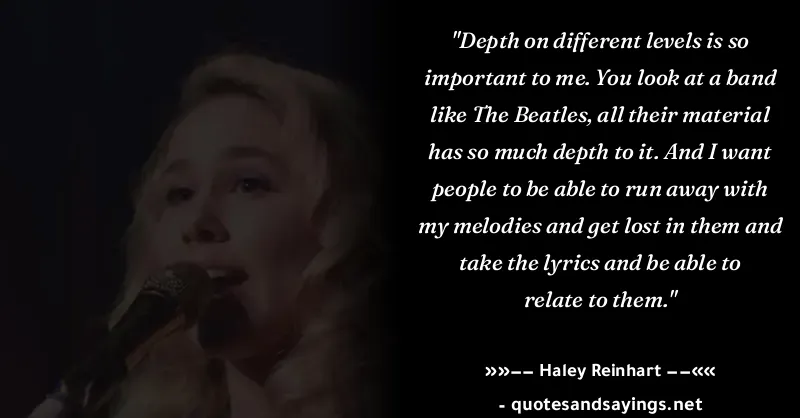 "Depth on different levels is so
important to me. You look at a band
like The Beatles, all their material
has so much depth to it. And I want
people to be able to run away with
my melodies and get lost in them and
take the lyrics and be able to
relate to them."
»»−− Haley Reinhart −−««
- quotesandsayings.net